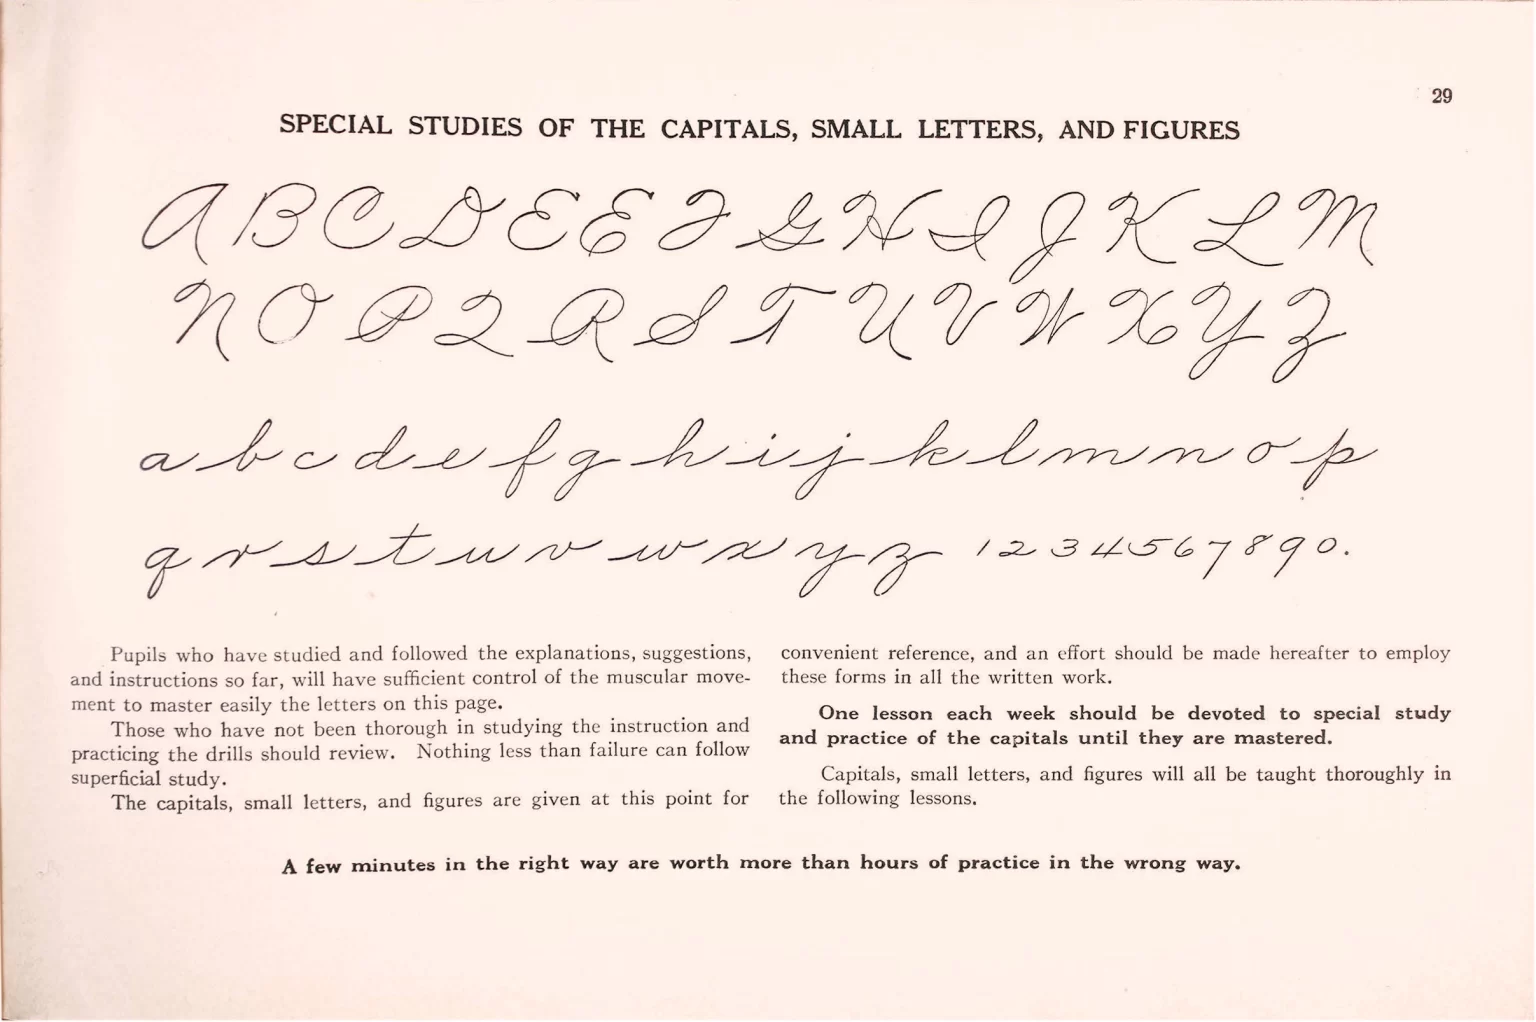 29
SPECIAL STUDIES OF THE CAPITALS, SMALL LETTERS, AND FIGURES
A B C D E E F G H I J K L M
N O P Q R S T U V W X Y Z
a b c d e f g h i j k l m n o p
q r s t u v w x y z 1 2 3 4 5 6 7 8 9 0.
Pupils who have studied and followed the explanations, suggestions,
and instructions so far, will have sufficient control of the muscular move-
ment to master easily the letters on this page.
Those who have not been thorough in studying the instruction and
practicing the drills should review. Nothing less than failure can follow
superficial study.
The capitals, small letters, and figures are given at this point for
convenient reference, and an effort should be made hereafter to employ
these forms in all the written work.
One lesson each week should be devoted to special study
and practice of the capitals until they are mastered.
Capitals, small letters, and figures will all be taught thoroughly in
the following lessons.
A few minutes in the right way are worth more than hours of practice in the wrong way.